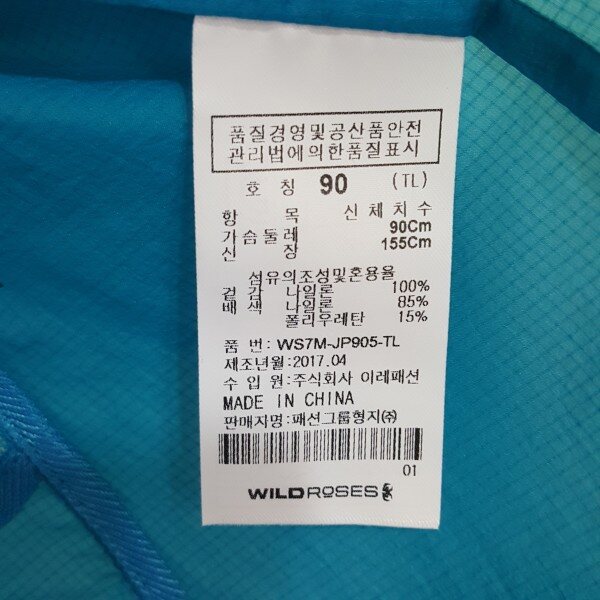 품질경영및공산품안전
관리법에의한품질표시
호 칭 90 (TL)
항 목 신체치수
가슴둘레 90Cm
신 장 155Cm
섬유의조성및혼용율
겉감 나일론 100%
배색 나일론 85%
폴리우레탄 15%
품 번: WS7M-JP905-TL
제조년월:2017.04
수 입 원:주식회사 이레패션
MADE IN CHINA
판매자명:패션그룹형지㈜
01
WILDROSES